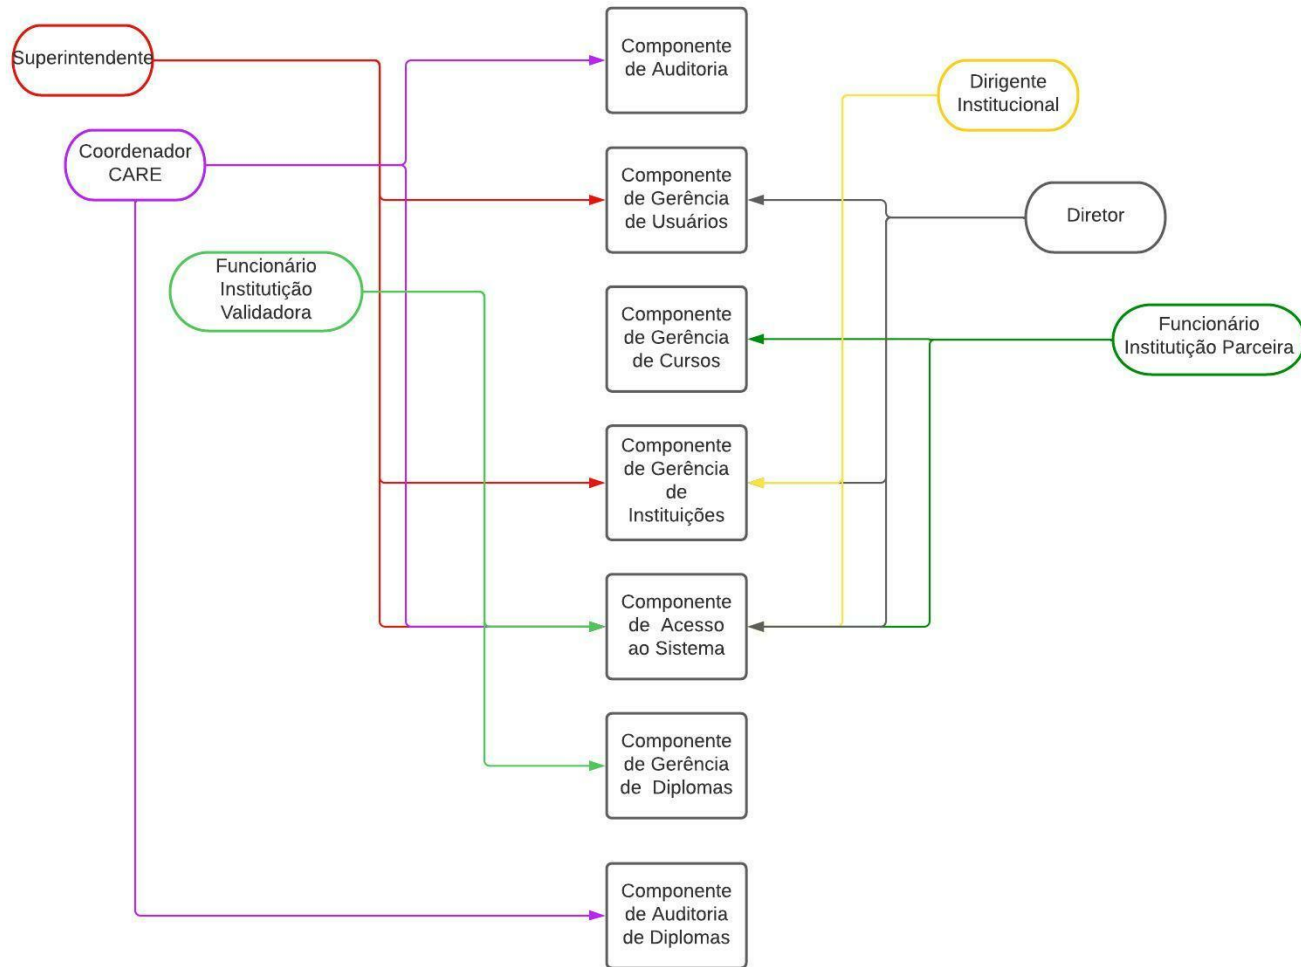 Superintendente
Coordenador
CARE
Funcionário
Institutição
Validadora
Componente
de Auditoria
Componente
de Gerência
de Usuários
Componente
de Gerência
de Cursos
Componente
de Gerência
de
Instituições
Componente
de Acesso
ao Sistema
Componente
de Gerência
de Diplomas
Componente
de Auditoria
de Diplomas
Dirigente
Institucional
Diretor
Funcionário
Institutição Parceira